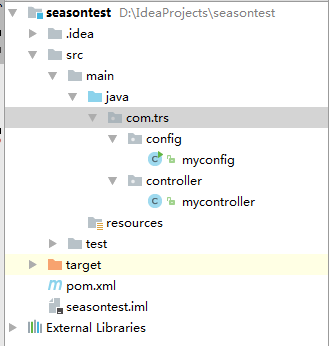 seasontest D:\IdeaProjects\seasontest
.idea
src
main
java
com.trs
config
myconfig
controller
mycontroller
resources
test
target
pom.xml
seasontest.iml
External Libraries